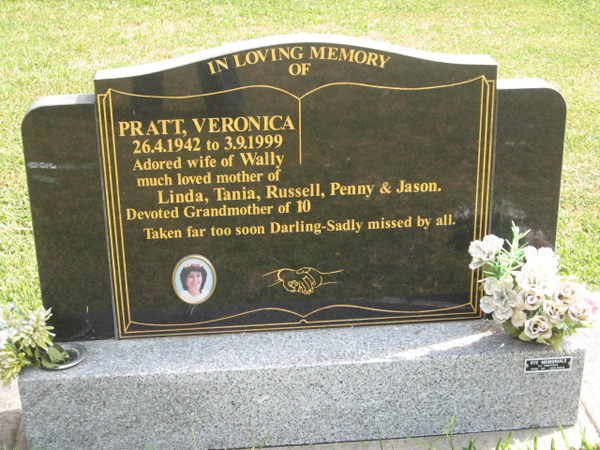 IN LOVING MEMORY
OF
PRATT, VERONICA
26.4.1942 to 3.9.1999
Adored wife of Wally
much loved mother of
Linda, Tania, Russell, Penny & Jason.
Devoted Grandmother of 10
Taken far too soon Darling-Sadly missed by all.
MEMORIALS